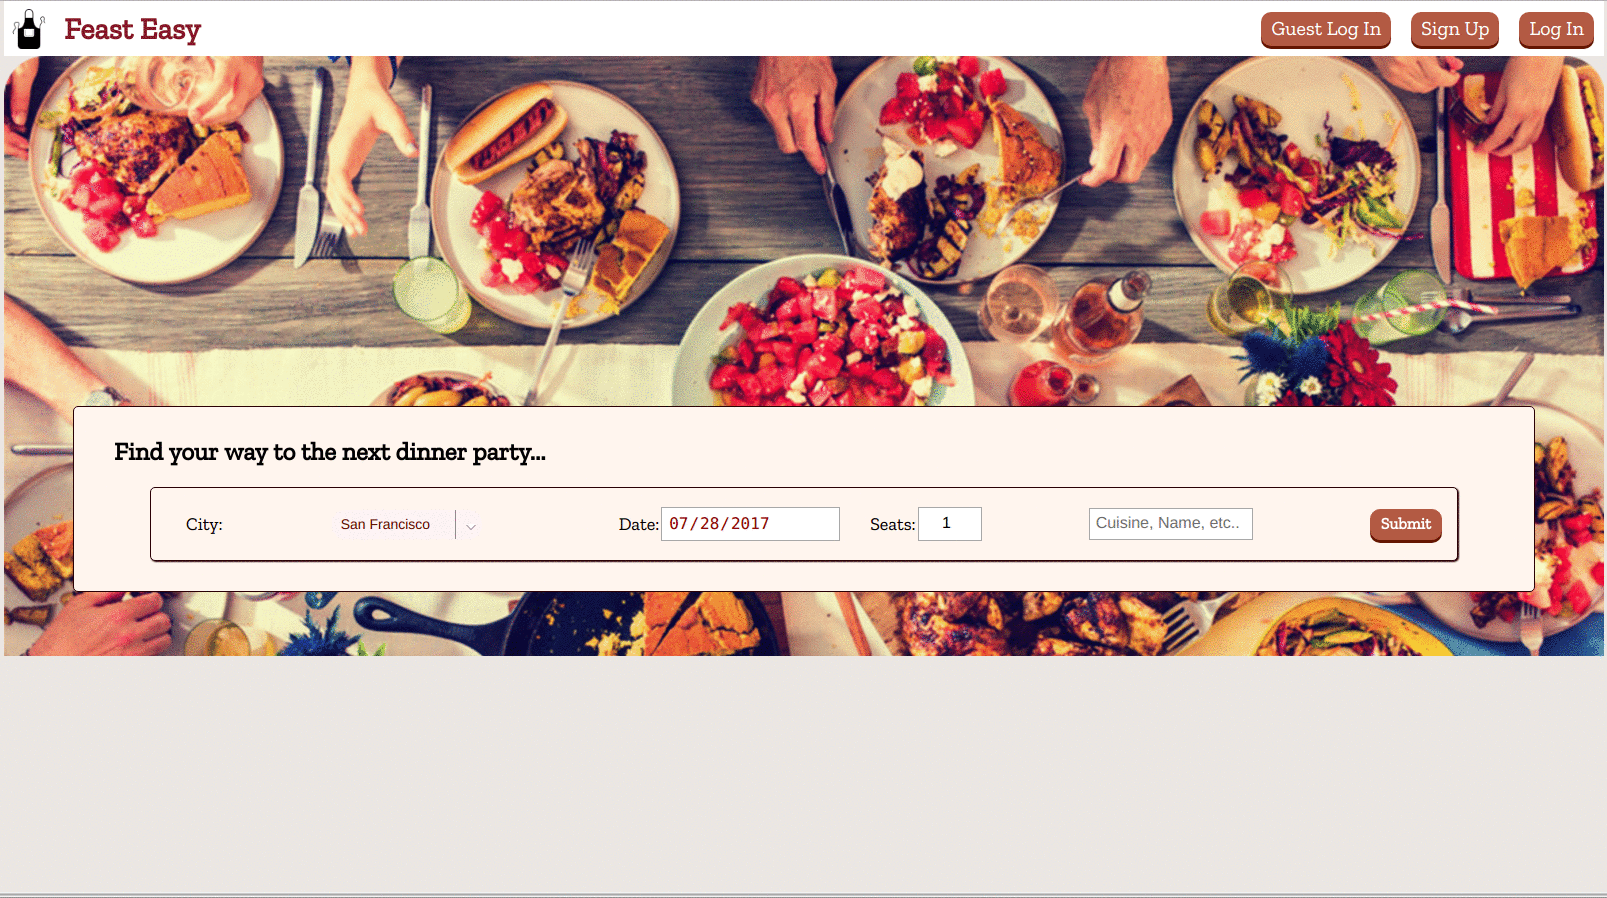 Feast Easy
Guest Log In
Sign Up
Log In
Find your way to the next dinner party...
City:
San Francisco
Date:
07/28/2017
Seats:
1
Cuisine, Name, etc..
Submit